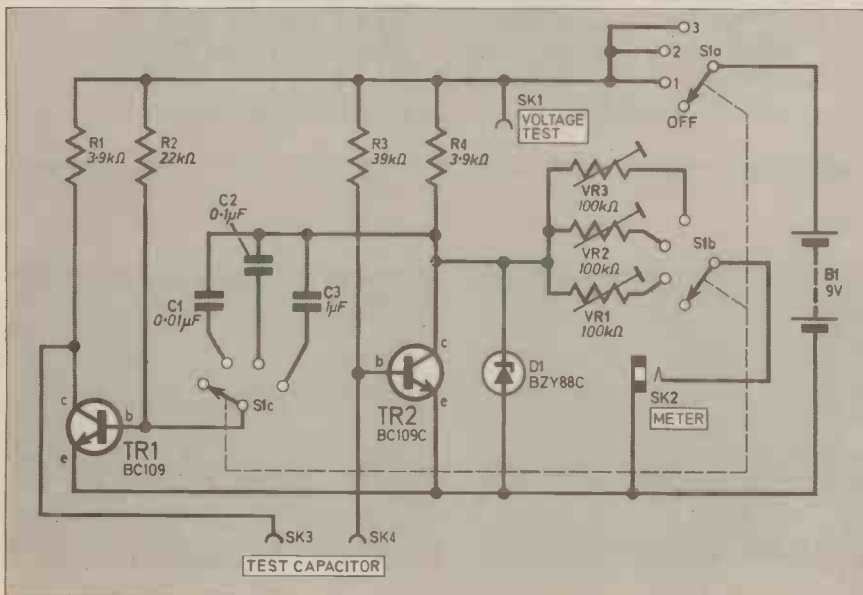 3
2
S1a
1
OFF
SK1
VOLTAGE
TEST
R1
3·9kΩ
R2
22kΩ
R3
39kΩ
R4
3·9kΩ
C2
0·1μF
C1
0·01μF
C3
1μF
VR3
100kΩ
VR2
100kΩ
VR1
100kΩ
S1b
B1
9V
c
b
e
TR1
BC109
S1c
c
b
e
TR2
BC109C
D1
BZY88C
SK2
METER
SK3
SK4
TEST CAPACITOR